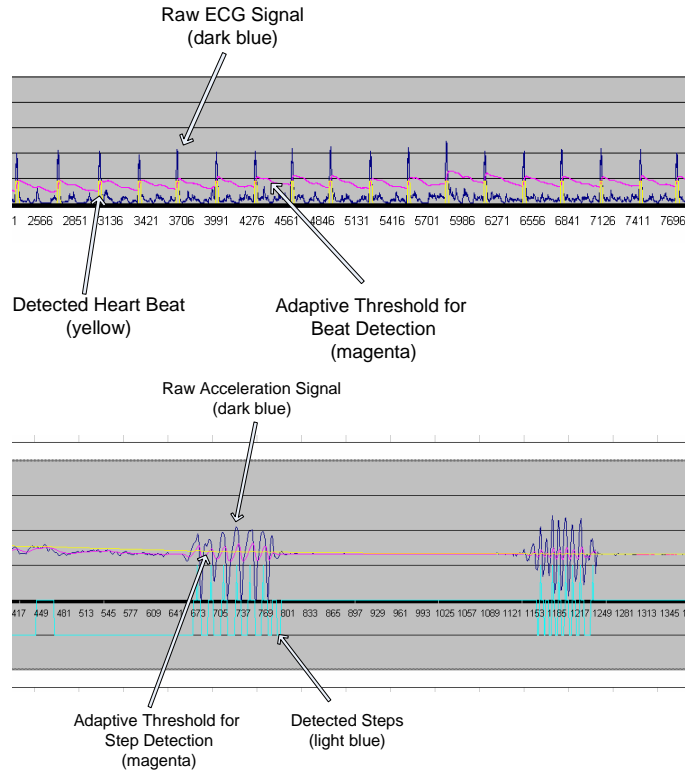 Raw ECG Signal
(dark blue)
1 2566 2851 3136 3421 3706 3991 4276 4561 4846 5131 5416 5701 5986 6271 6556 6841 7126 7411 7696
Detected Heart Beat
(yellow)
Adaptive Threshold for
Beat Detection
(magenta)
Raw Acceleration Signal
(dark blue)
417 449 481 513 545 577 609 641 673 705 737 769 801 833 865 897 929 961 993 1025 1057 1089 1121 1153 1185 1217 1249 1281 1313 1345 1
Adaptive Threshold for
Step Detection
(magenta)
Detected Steps
(light blue)